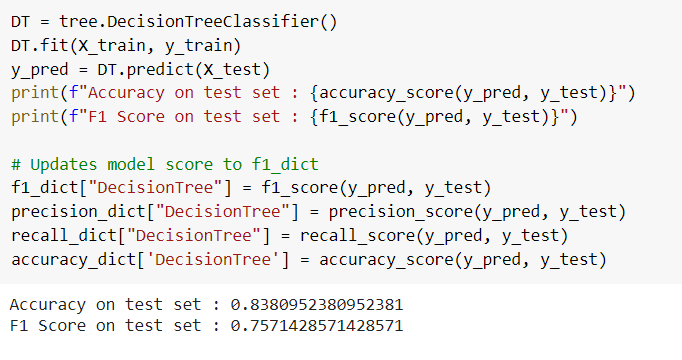 DT = tree.DecisionTreeClassifier()
DT.fit(X_train, y_train)
y_pred = DT.predict(X_test)
print(f"Accuracy on test set : {accuracy_score(y_pred, y_test)}")
print(f"F1 Score on test set : {f1_score(y_pred, y_test)}")
# Updates model score to f1_dict
f1_dict["DecisionTree"] = f1_score(y_pred, y_test)
precision_dict["DecisionTree"] = precision_score(y_pred, y_test)
recall_dict["DecisionTree"] = recall_score(y_pred, y_test)
accuracy_dict['DecisionTree'] = accuracy_score(y_pred, y_test)
Accuracy on test set : 0.8380952380952381
F1 Score on test set : 0.7571428571428571